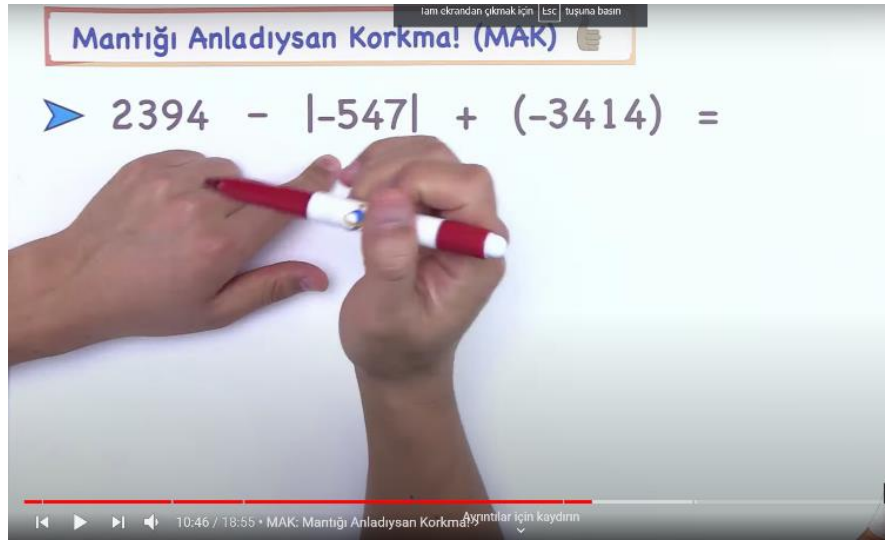 Tam ekrandan çıkmak için Esc tuşuna basın
Mantığı Anladıysan Korkma! (MAK)
2394 - |-547| + (-3414) =
10:46 / 18:55 • MAK: Mantığı Anladıysan Korkma!
Ayrıntılar için kaydırın